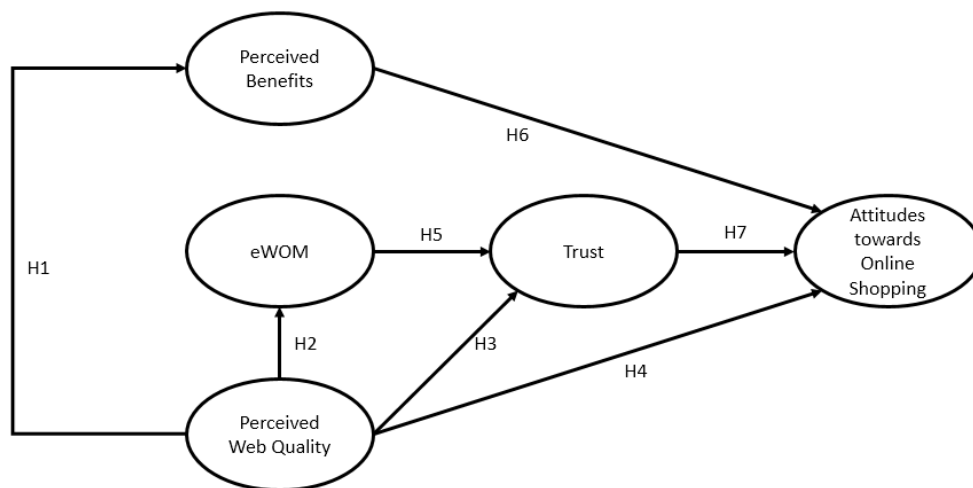 Perceived
Benefits
H6
eWOM
H5
Trust
H7
Attitudes
towards
Online
Shopping
H1
H2
H3
H4
Perceived
Web Quality